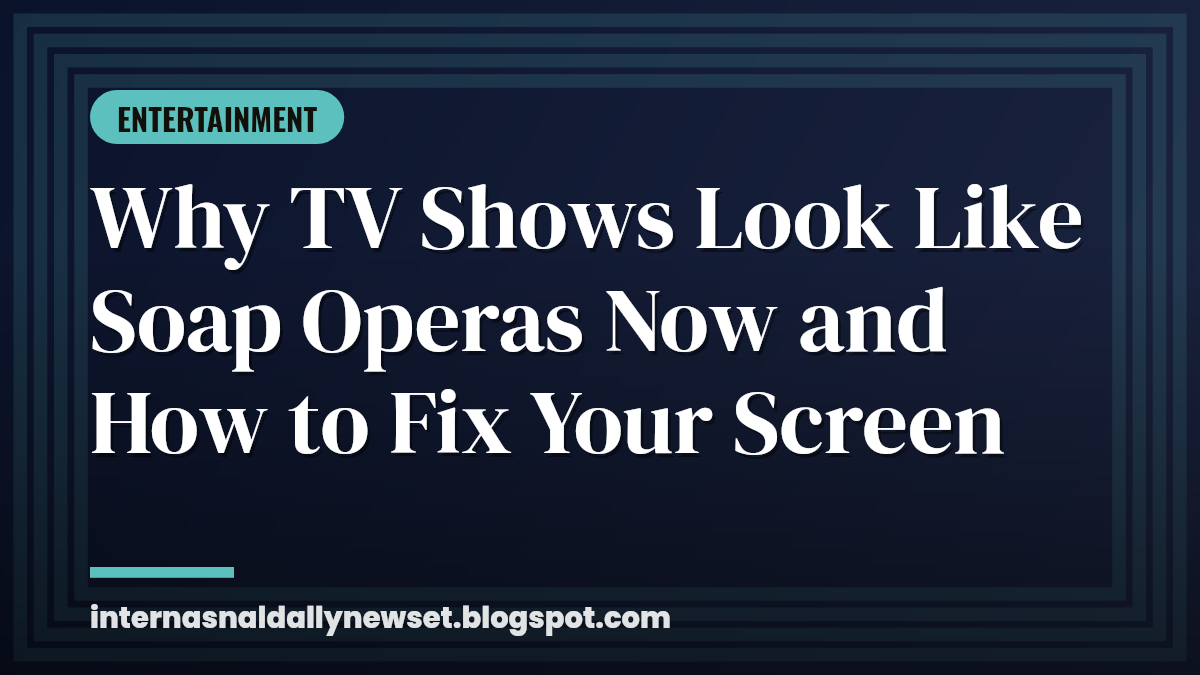 ENTERTAINMENT
Why TV Shows Look Like
Soap Operas Now and
How to Fix Your Screen
internasnaldallynewset.blogspot.com